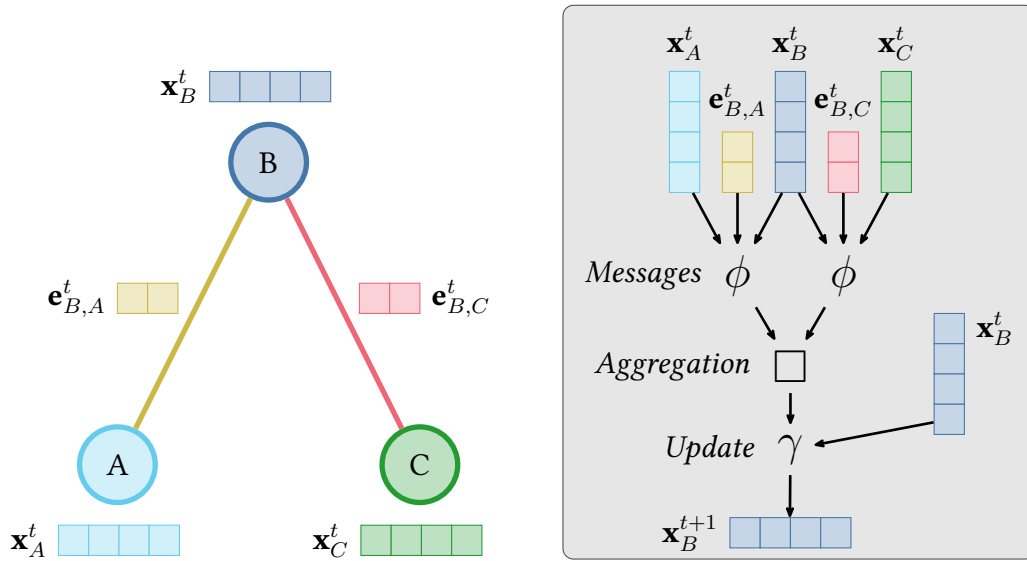 𝐱_B^t
B
𝐞_{B,A}^t
𝐞_{B,C}^t
A
C
𝐱_A^t
𝐱_C^t
𝐱_A^t 𝐱_B^t 𝐱_C^t
𝐞_{B,A}^t 𝐞_{B,C}^t
Messages ϕ ϕ
𝐱_B^t
Aggregation □
Update γ
𝐱_B^{t+1}